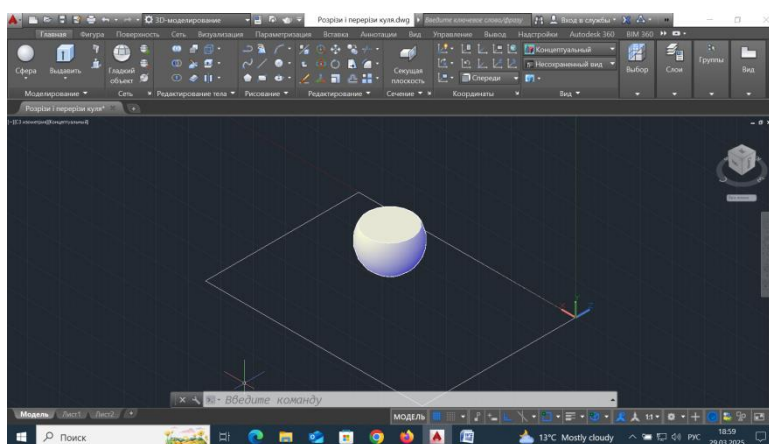 3D-моделирование
Розрізи і перерізи куля.dwg
Введите ключевое слово/фразу
Вход в службы
Главная Фигура Поверхность Сеть Визуализация Параметризация Вставка Аннотации Вид Управление Вывод Надстройки Autodesk 360 BIM 360
Сфера
Выдавить
Гладкий
объект
Секущая
плоскость
Концептуальный
Несохраненный вид
Спереди
Выбор
Слои
Группы
Вид
Моделирование
Сеть
Редактирование тела
Рисование
Редактирование
Сечение
Координаты
Вид
Розрізи і перерізи куля*
Введите команду
Модель Лист1 Лист2
МОДЕЛЬ
1:1
Поиск
13°C Mostly cloudy
РУС
18:59
29.03.2025